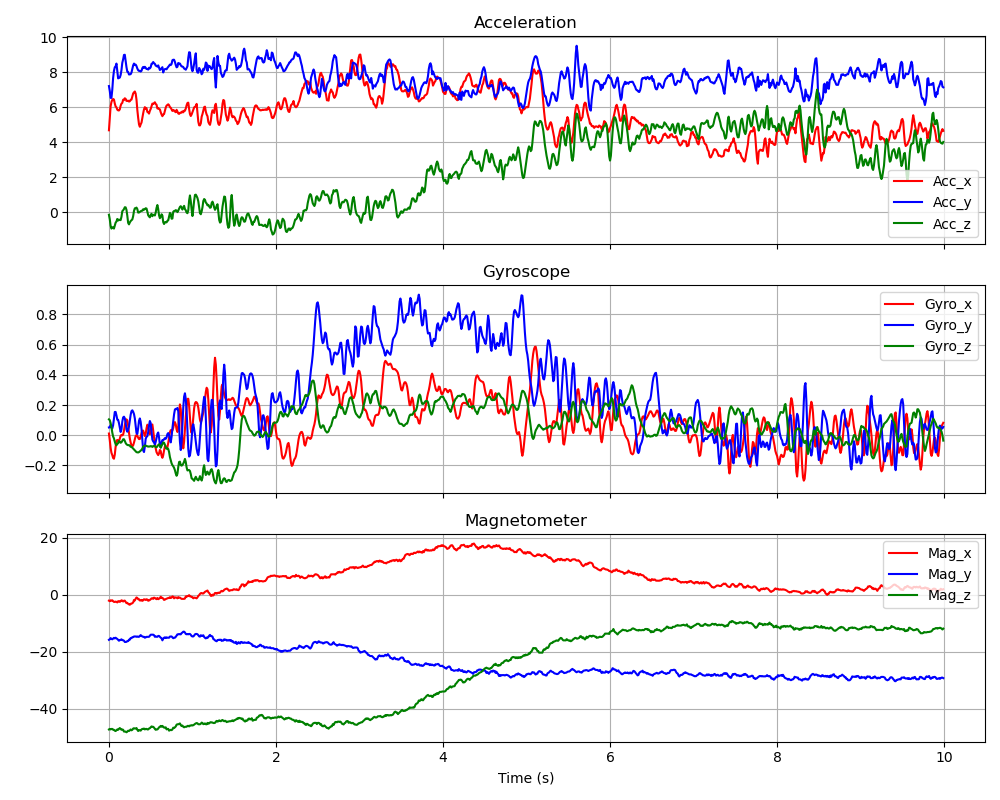 Acceleration
10
8
6
4
2
0
Acc_x
Acc_y
Acc_z
Gyroscope
0.8
0.6
0.4
0.2
0.0
−0.2
Gyro_x
Gyro_y
Gyro_z
Magnetometer
20
0
−20
−40
Mag_x
Mag_y
Mag_z
0 2 4 6 8 10
Time (s)